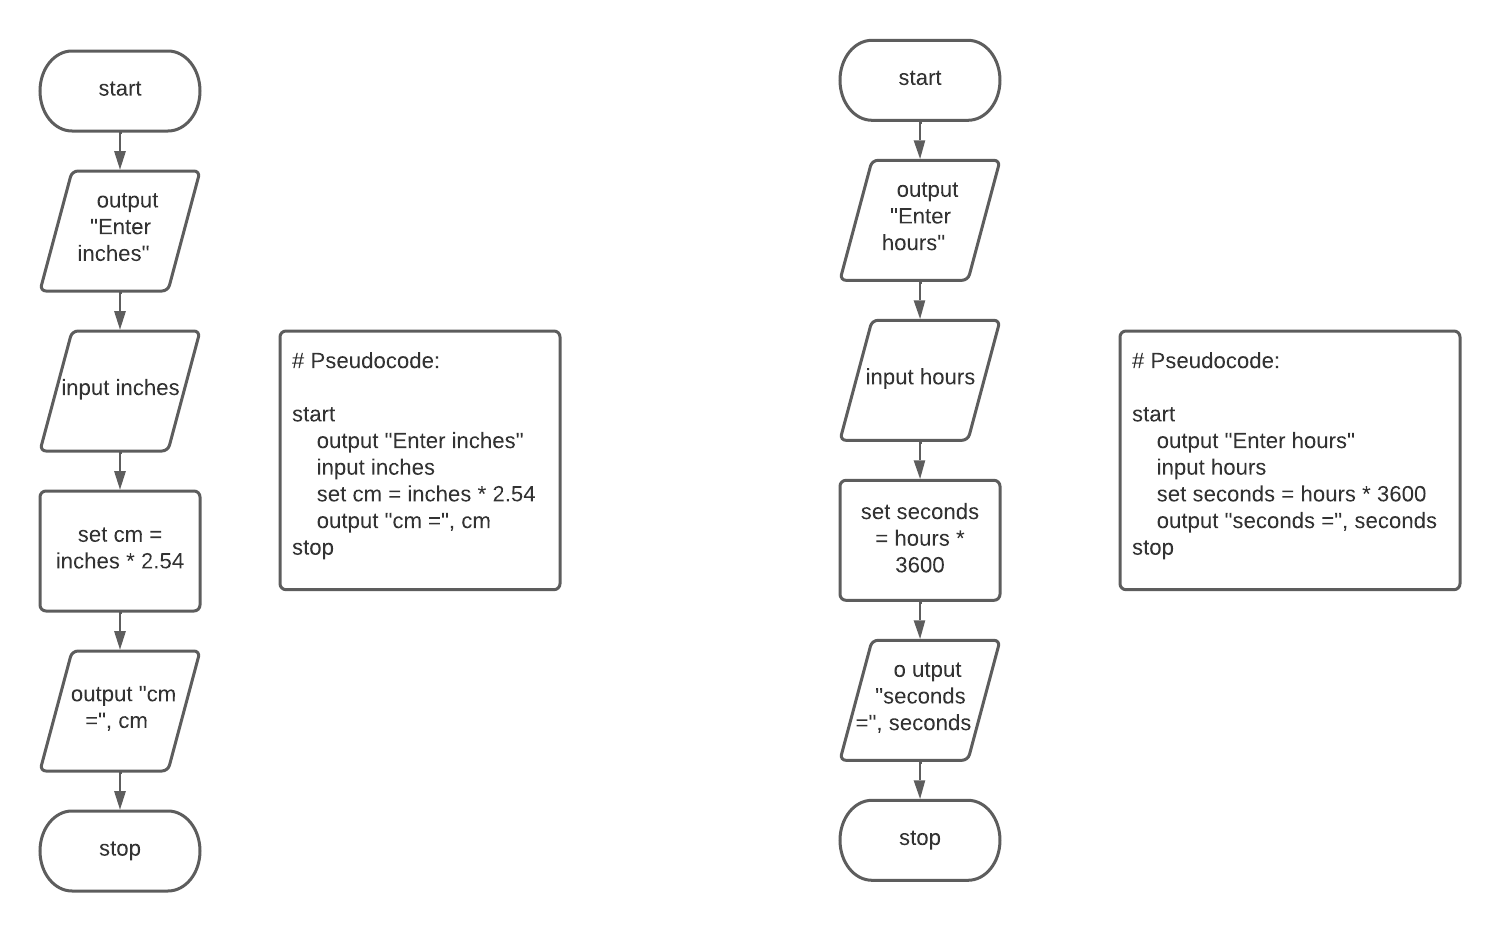 start
output
"Enter
inches"
input inches
set cm =
inches * 2.54
output "cm
=", cm
stop
# Pseudocode:
start
output "Enter inches"
input inches
set cm = inches * 2.54
output "cm =", cm
stop
start
output
"Enter
hours"
input hours
set seconds
= hours *
3600
o utput
"seconds
=", seconds
stop
# Pseudocode:
start
output "Enter hours"
input hours
set seconds = hours * 3600
output "seconds =", seconds
stop